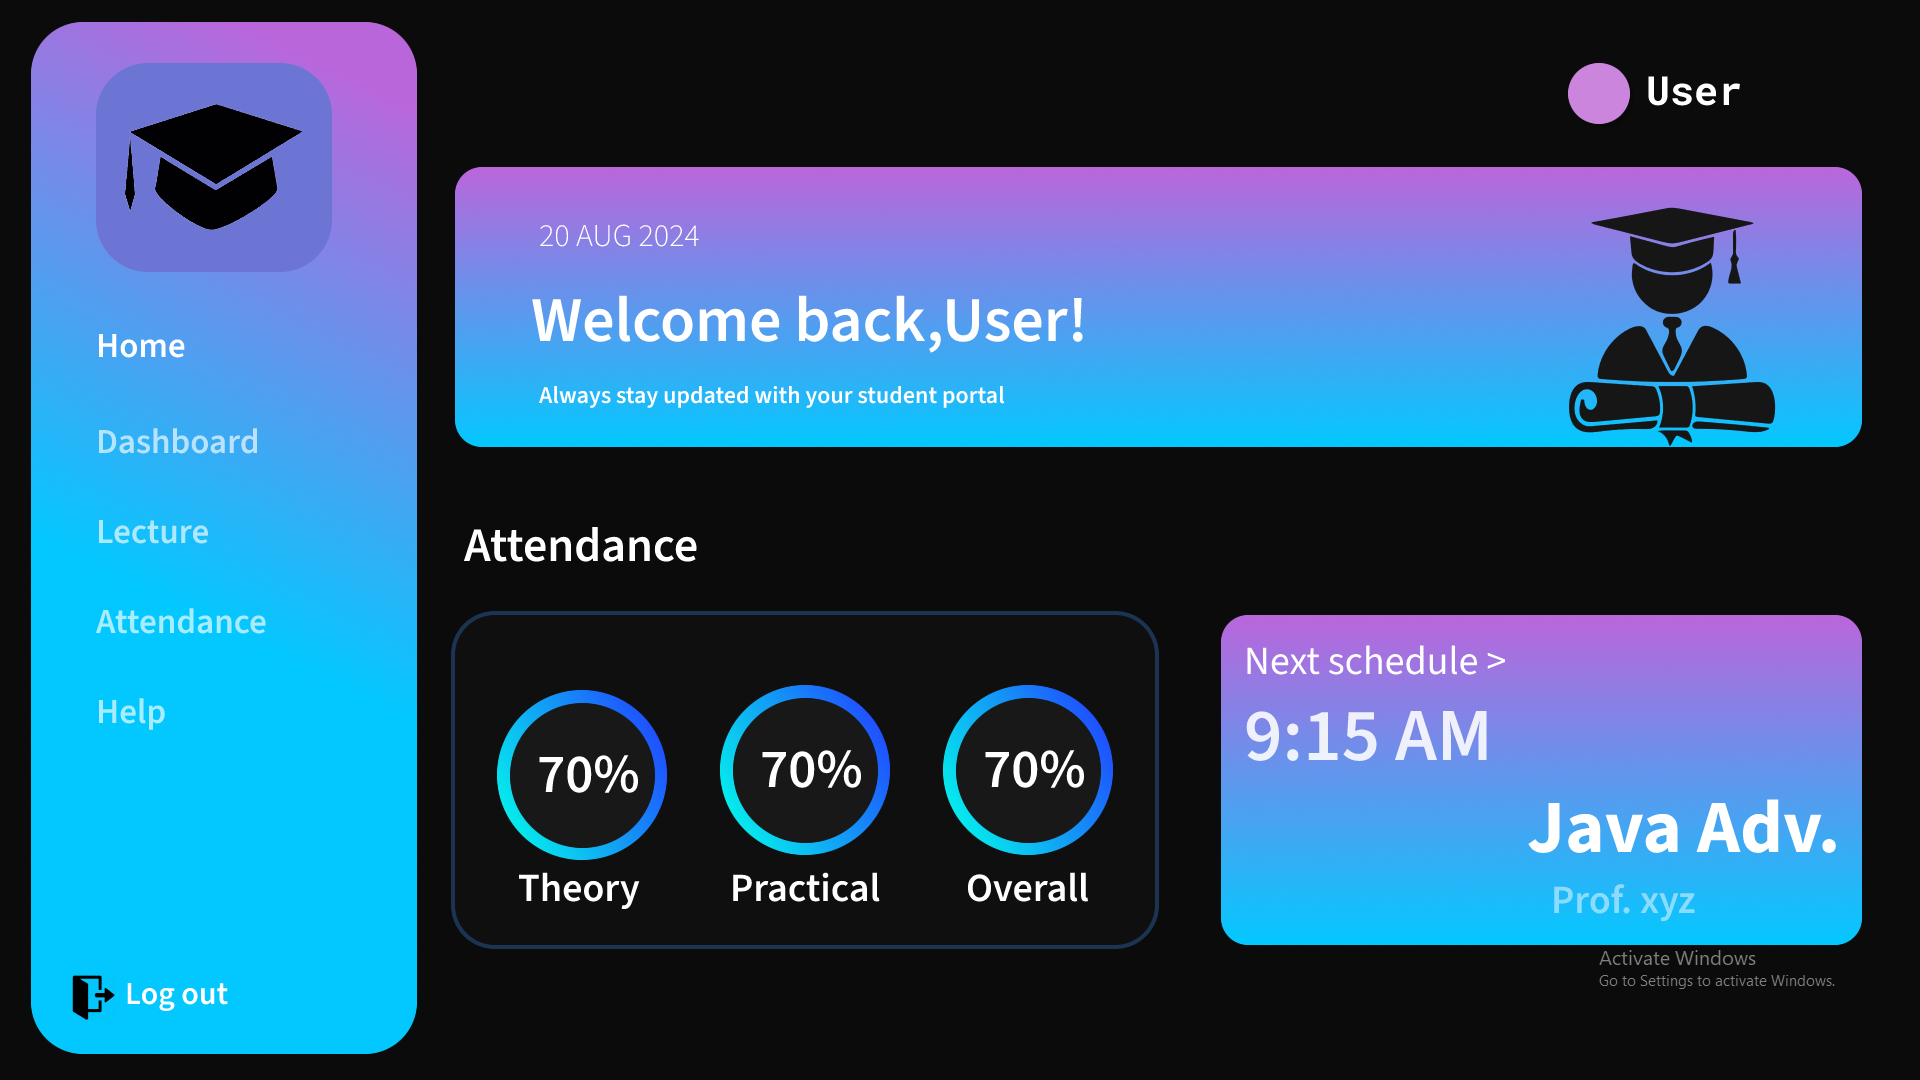 User
Home
Dashboard
Lecture
Attendance
Help
Log out
20 AUG 2024
Welcome back,User!
Always stay updated with your student portal
Attendance
70%
70%
70%
Theory
Practical
Overall
Next schedule >
9:15 AM
Java Adv.
Prof. xyz
Activate Windows
Go to Settings to activate Windows.